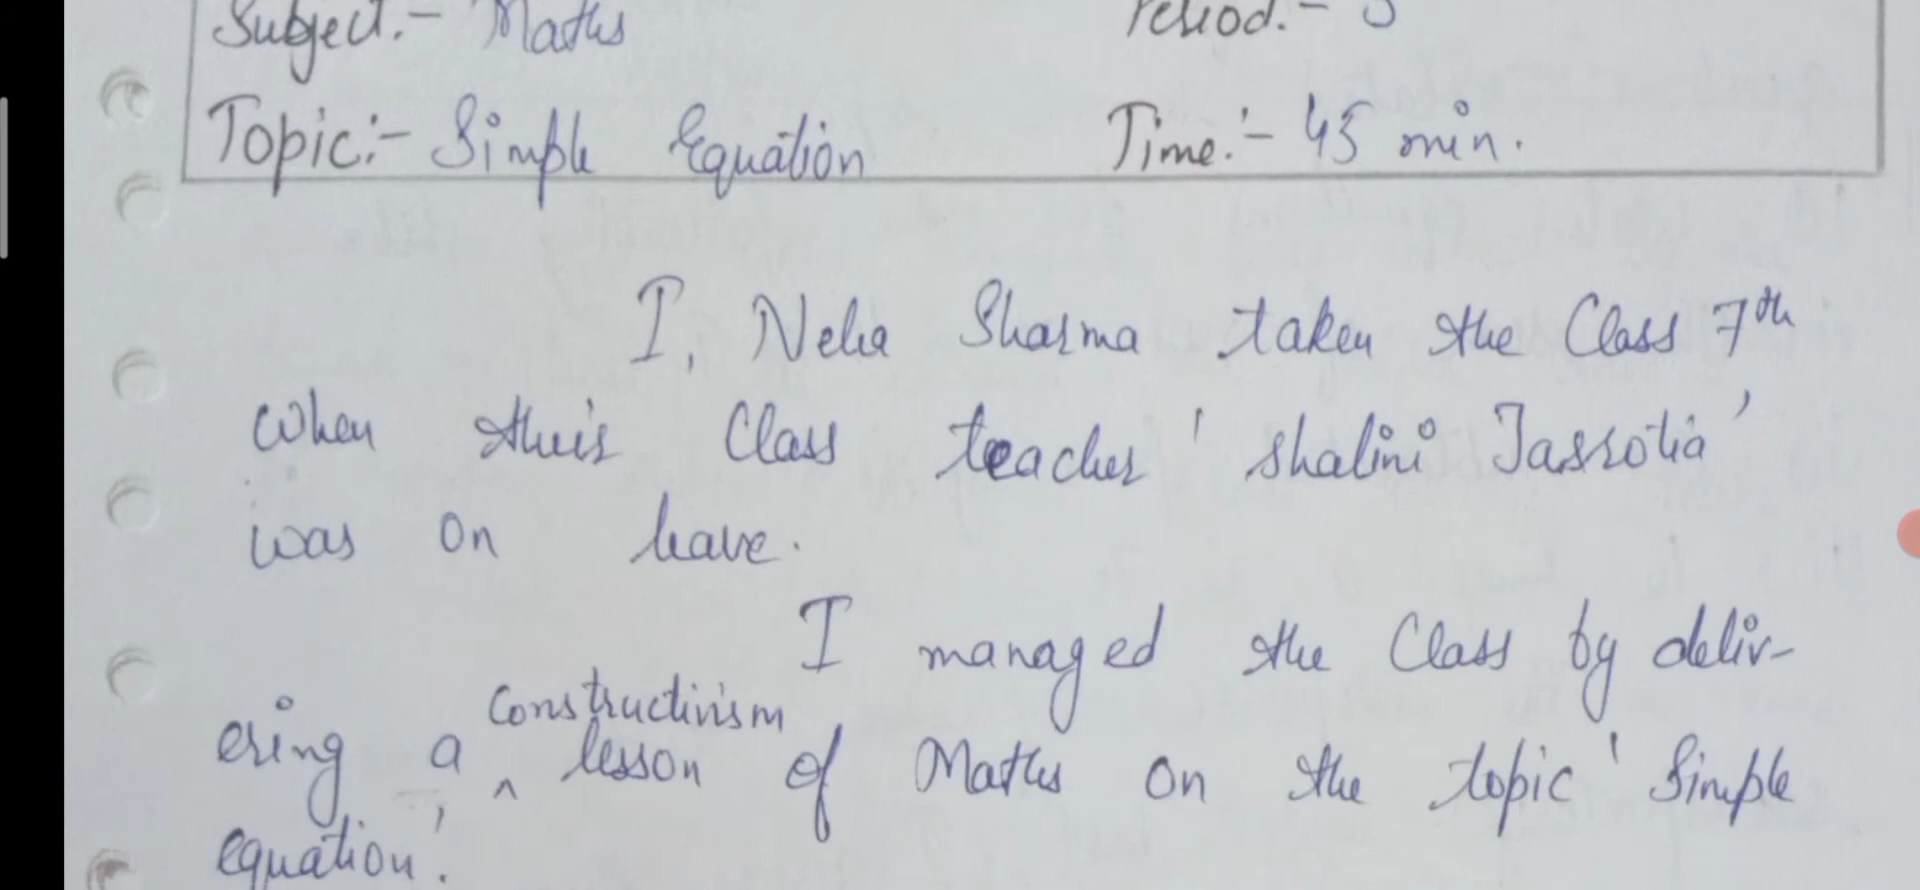 Subject:- Maths Period:-
Topic:- Simple Equation Time:- 45 min.
I, Neha Sharma taken the Class 7th
when their Class teacher 'Shalini Jasrotia'
was on leave.
I managed the Class by deliv-
ering a constructivism lesson of Maths on the topic 'Simple
equation'.